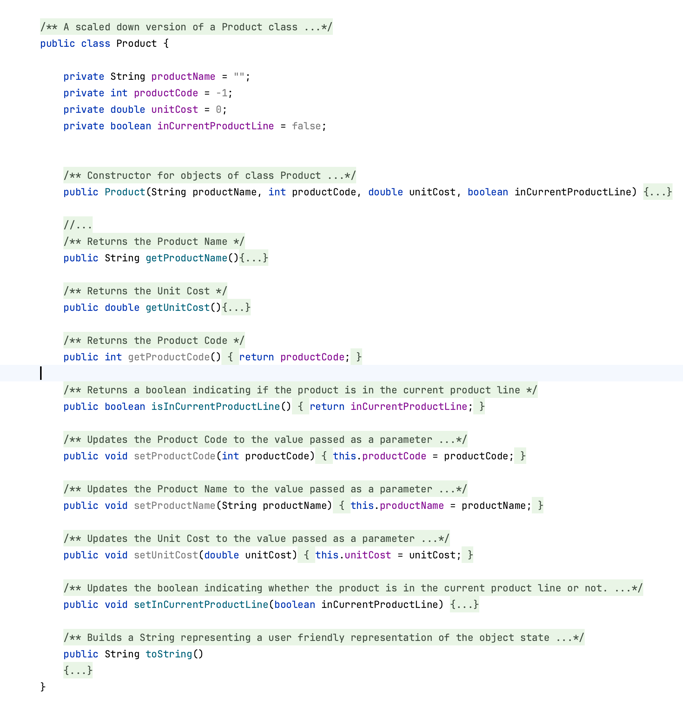 /** A scaled down version of a Product class ...*/
public class Product {
private String productName = "";
private int productCode = -1;
private double unitCost = 0;
private boolean inCurrentProductLine = false;
/** Constructor for objects of class Product ...*/
public Product(String productName, int productCode, double unitCost, boolean inCurrentProductLine) {...}
//...
/** Returns the Product Name */
public String getProductName(){...}
/** Returns the Unit Cost */
public double getUnitCost(){...}
/** Returns the Product Code */
public int getProductCode() { return productCode; }
/** Returns a boolean indicating if the product is in the current product line */
public boolean isInCurrentProductLine() { return inCurrentProductLine; }
/** Updates the Product Code to the value passed as a parameter ...*/
public void setProductCode(int productCode) { this.productCode = productCode; }
/** Updates the Product Name to the value passed as a parameter ...*/
public void setProductName(String productName) { this.productName = productName; }
/** Updates the Unit Cost to the value passed as a parameter ...*/
public void setUnitCost(double unitCost) { this.unitCost = unitCost; }
/** Updates the boolean indicating whether the product is in the current product line or not. ...*/
public void setInCurrentProductLine(boolean inCurrentProductLine) {...}
/** Builds a String representing a user friendly representation of the object state ...*/
public String toString()
{...}
}